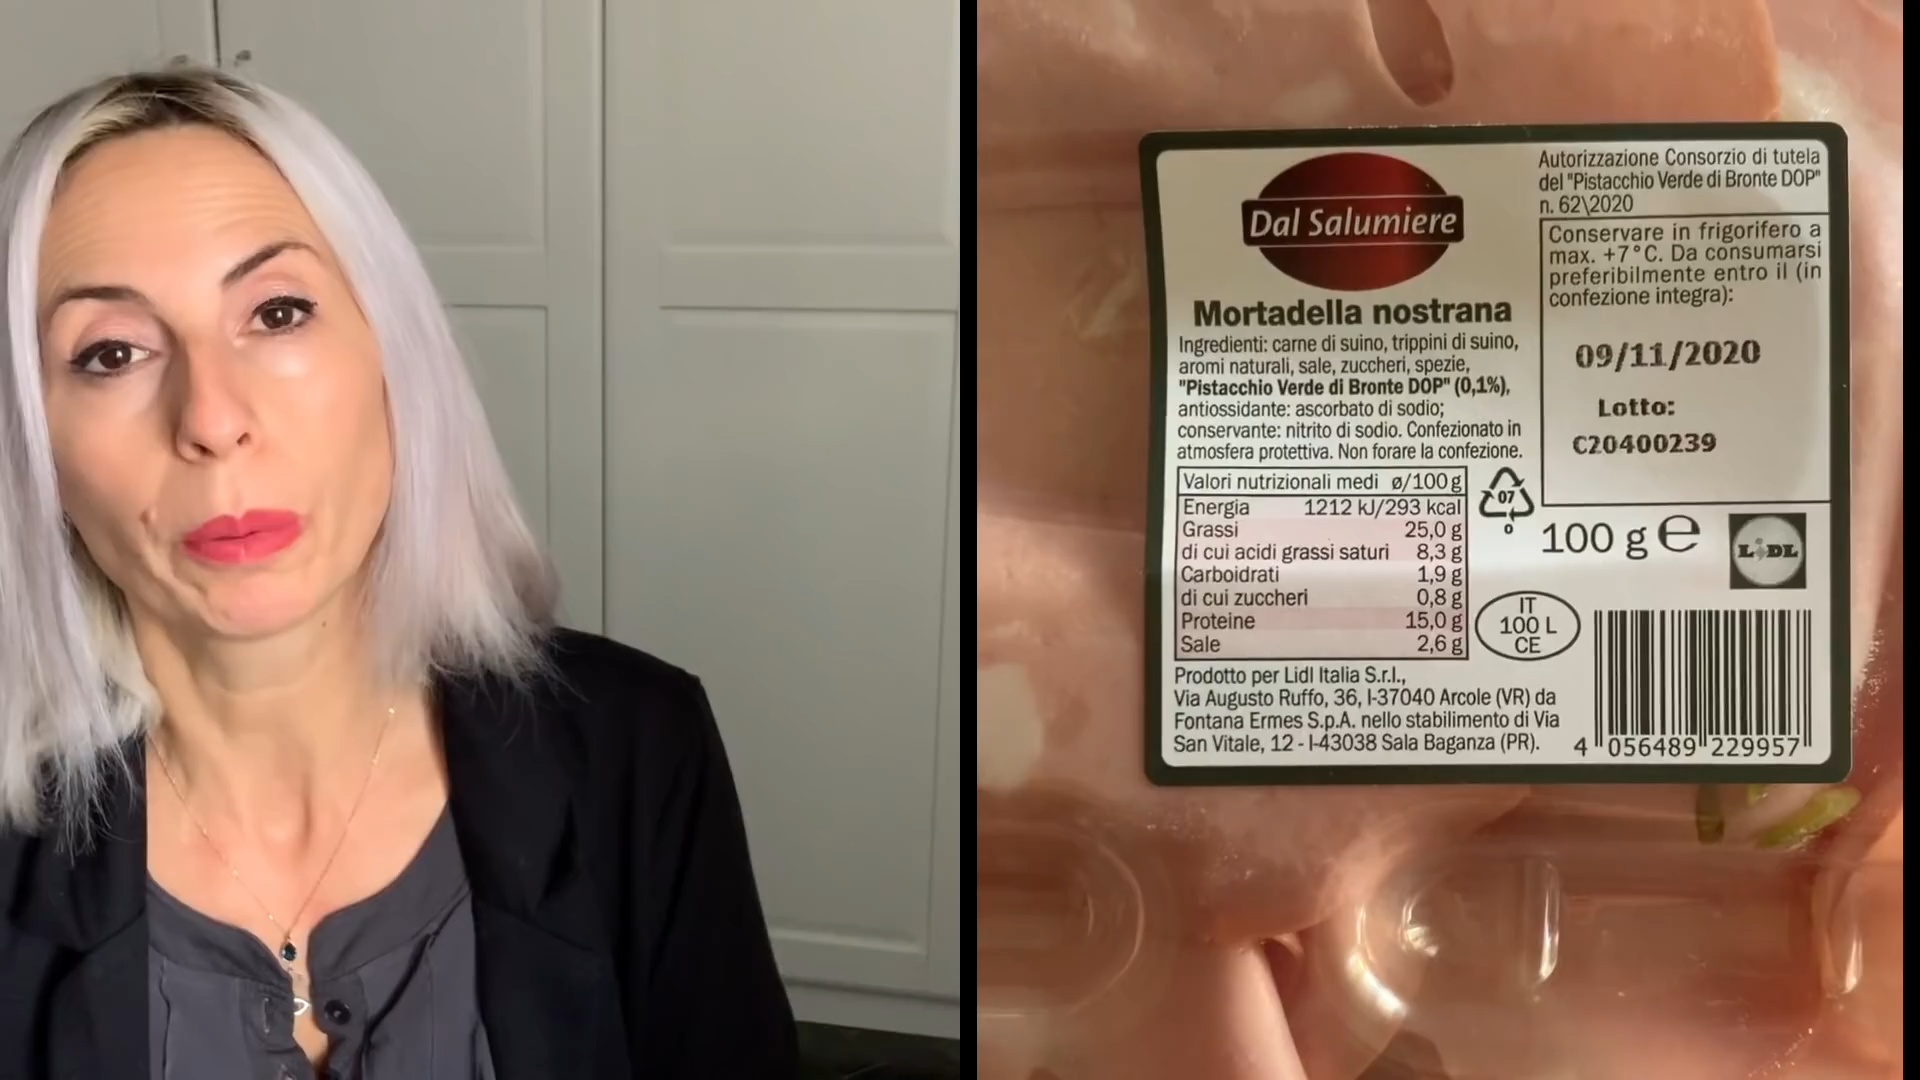 Dal Salumiere
Mortadella nostrana
Ingredienti: carne di suino, trippini di suino,
aromi naturali, sale, zuccheri, spezie,
"Pistacchio Verde di Bronte DOP" (0,1%),
antiossidante: ascorbato di sodio;
conservante: nitrito di sodio. Confezionato in
atmosfera protettiva. Non forare la confezione.
Valori nutrizionali medi ø/100 g
Energia 1212 kJ/293 kcal
Grassi 25,0 g
di cui acidi grassi saturi 8,3 g
Carboidrati 1,9 g
di cui zuccheri 0,8 g
Proteine 15,0 g
Sale 2,6 g
Prodotto per Lidl Italia S.r.l.,
Via Augusto Ruffo, 36, I-37040 Arcole (VR) da
Fontana Ermes S.p.A. nello stabilimento di Via
San Vitale, 12 - I-43038 Sala Baganza (PR).
Autorizzazione Consorzio di tutela
del "Pistacchio Verde di Bronte DOP"
n. 62\2020
Conservare in frigorifero a
max. +7°C. Da consumarsi
preferibilmente entro il (in
confezione integra):
09/11/2020
Lotto:
C20400239
07
0
100 g e
LIDL
IT
100 L
CE
4 056489 229957